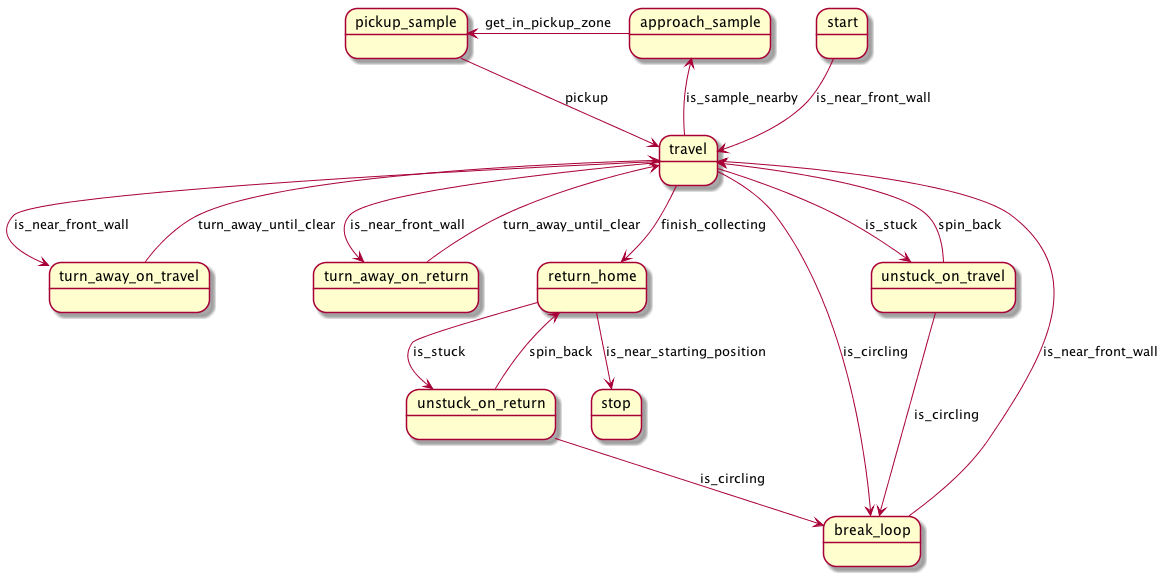 pickup_sample
get_in_pickup_zone
approach_sample
start
pickup
is_sample_nearby
is_near_front_wall
travel
is_near_front_wall
turn_away_until_clear
is_near_front_wall
turn_away_until_clear
finish_collecting
is_stuck
spin_back
turn_away_on_travel
turn_away_on_return
return_home
unstuck_on_travel
is_stuck
spin_back
is_near_starting_position
is_circling
is_near_front_wall
unstuck_on_return
stop
is_circling
is_circling
break_loop